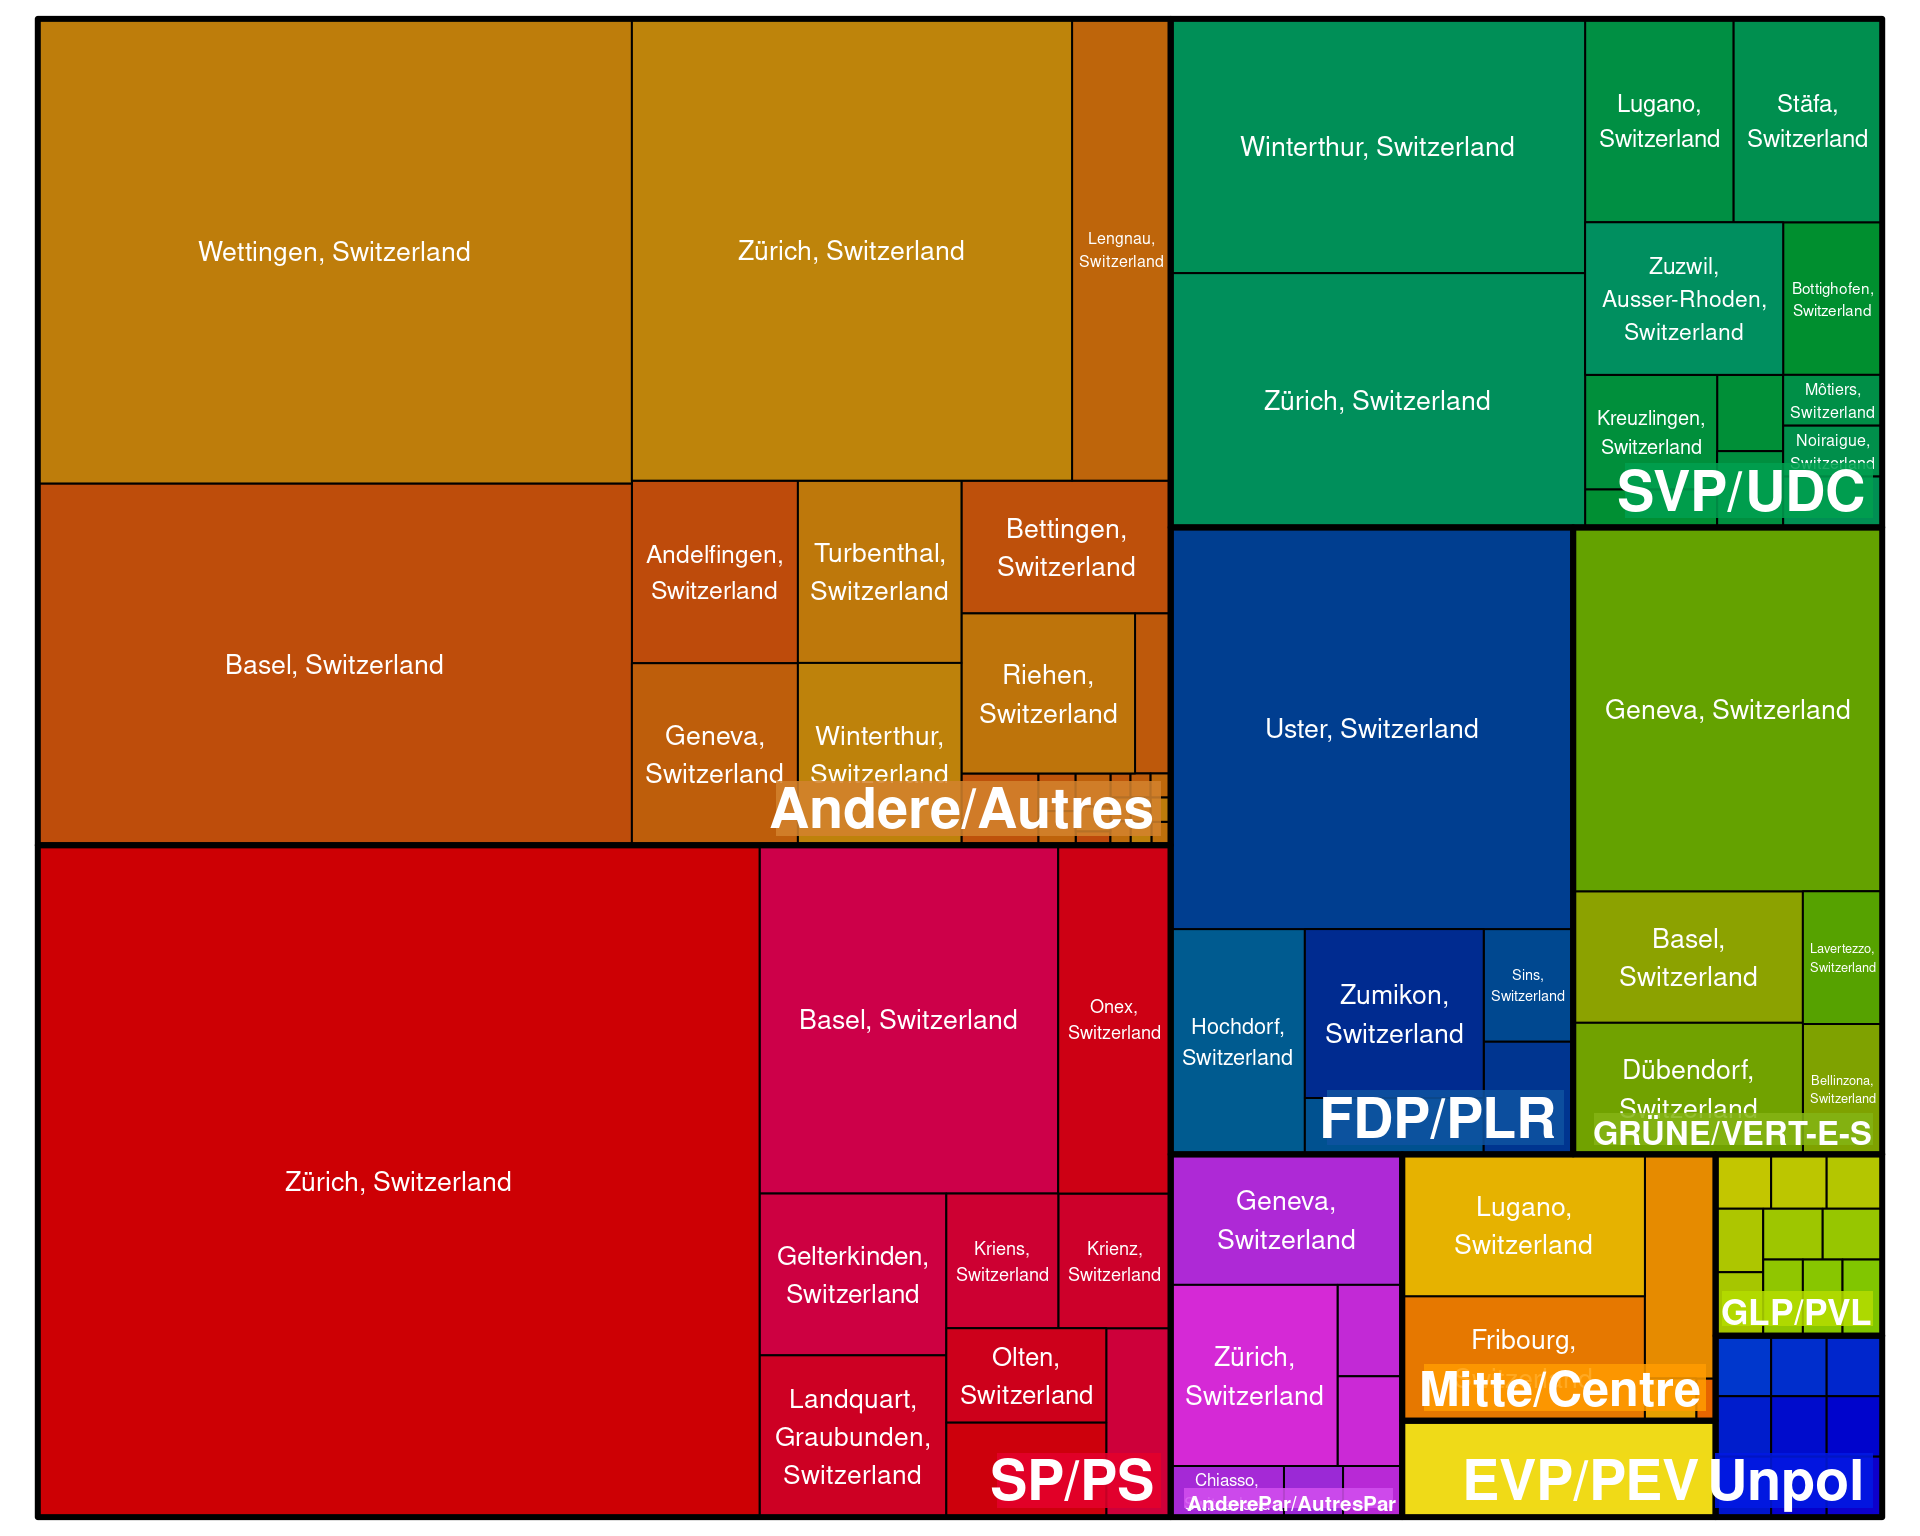 Wettingen, Switzerland
Zürich, Switzerland
Lengnau,
Switzerland
Basel, Switzerland
Andelfingen,
Switzerland
Turbenthal,
Switzerland
Bettingen,
Switzerland
Riehen,
Switzerland
Geneva,
Switzerland
Winterthur,
Switzerland
Andere/Autres
Winterthur, Switzerland
Lugano,
Switzerland
Stäfa,
Switzerland
Zürich, Switzerland
Zuzwil,
Ausser-Rhoden,
Switzerland
Bottighofen,
Switzerland
Kreuzlingen,
Switzerland
Môtiers,
Switzerland
Noiraigue,
Switzerland
SVP/UDC
Zürich, Switzerland
Basel, Switzerland
Onex,
Switzerland
Gelterkinden,
Switzerland
Kriens,
Switzerland
Krienz,
Switzerland
Landquart,
Graubunden,
Switzerland
Olten,
Switzerland
SP/PS
Uster, Switzerland
Hochdorf,
Switzerland
Zumikon,
Switzerland
Sins,
Switzerland
FDP/PLR
Geneva, Switzerland
Basel,
Switzerland
Lavertezzo,
Switzerland
Dübendorf,
Switzerland
Bellinzona,
Switzerland
GRÜNE/VERT-E-S
Geneva,
Switzerland
Zürich,
Switzerland
Chiasso,
AnderePar/AutresPar
Lugano,
Switzerland
Fribourg,
Mitte/Centre
GLP/PVL
EVP/PEV
Unpol